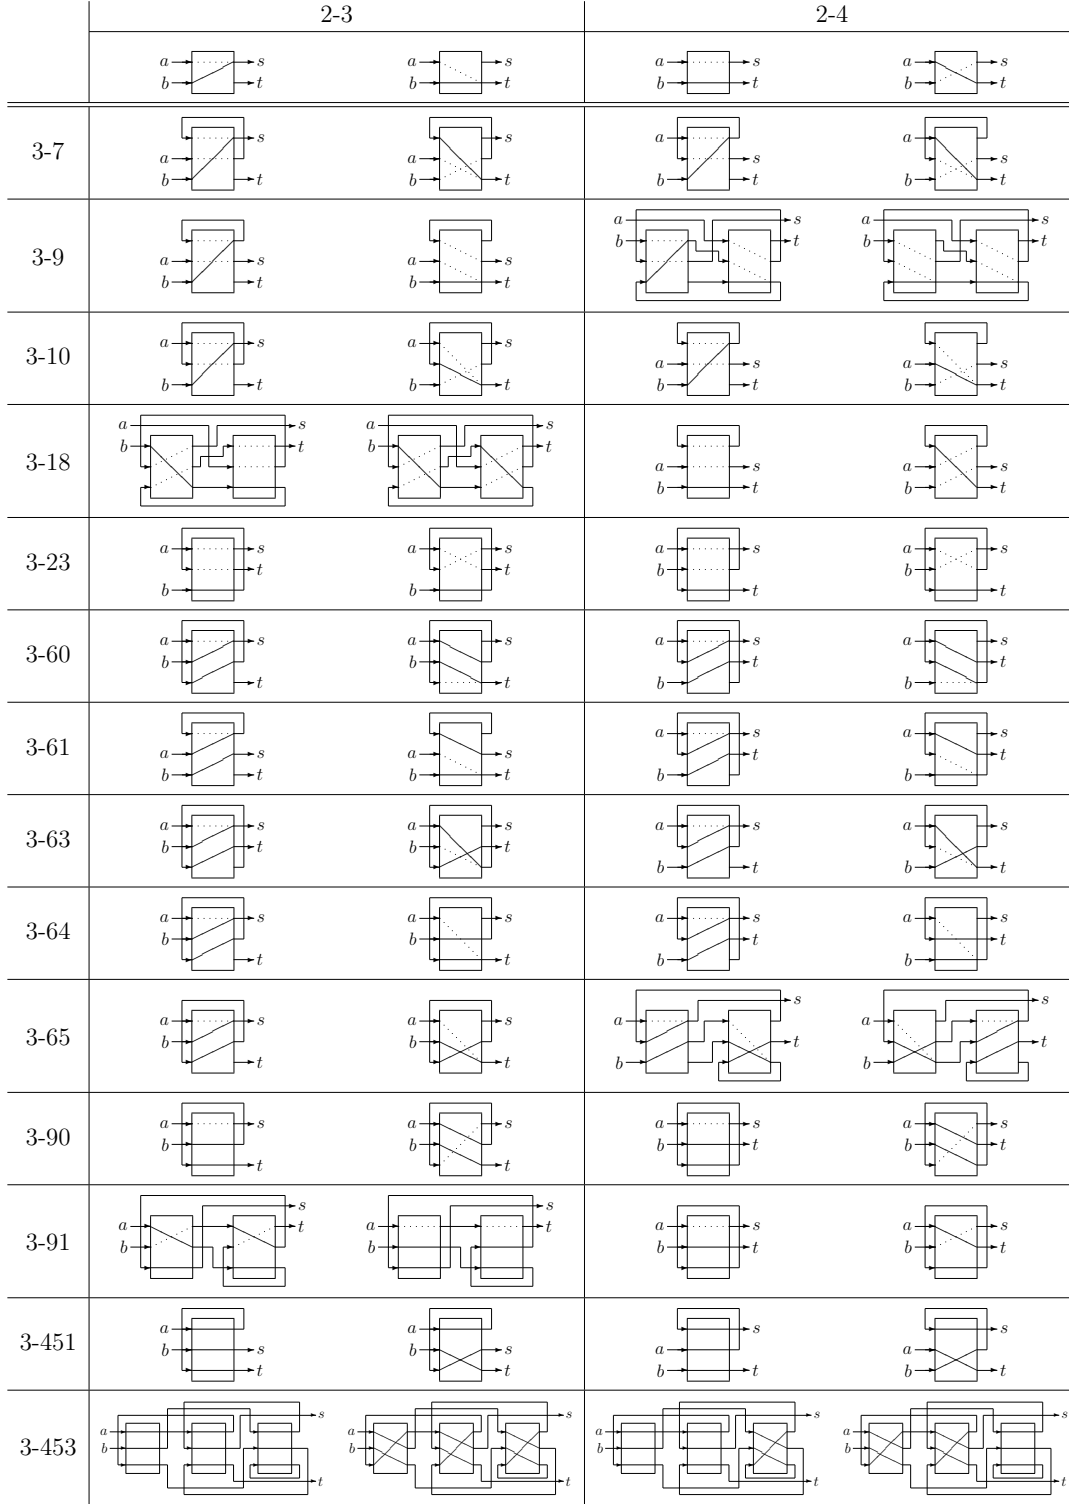 2-3 2-4
a s a s a s a s
b t b t b t b t
3-7
s s a a
a a s s
b t b t b t b t
3-9
a s a s
a s a s b t b t
b t b t
3-10
a s a s
a s a s
b t b t b t b t
3-18
a s a s
b t b t
a s a s
b t b t
3-23
a s a s a s a s
t b b
b b t t
3-60
a s a s a s a s
b b t t
t t b b
3-61
a s a s
a s a s t t
b t b t b b
3-63
a s a s a s a s
b t b t
b t b t
3-64
a s a s a s a s
b b t t
t t b b
3-65
s s
a s a s a a
b b t t
t t b b
3-90
a s a s a s a s
b b b t b t
t t
3-91
s s
a t a t a s a s
b b b t b t
3-451
a a s s
b s b s a a
t t b t b t
3-453
s s s s
a a a a
b b b b
t t t t